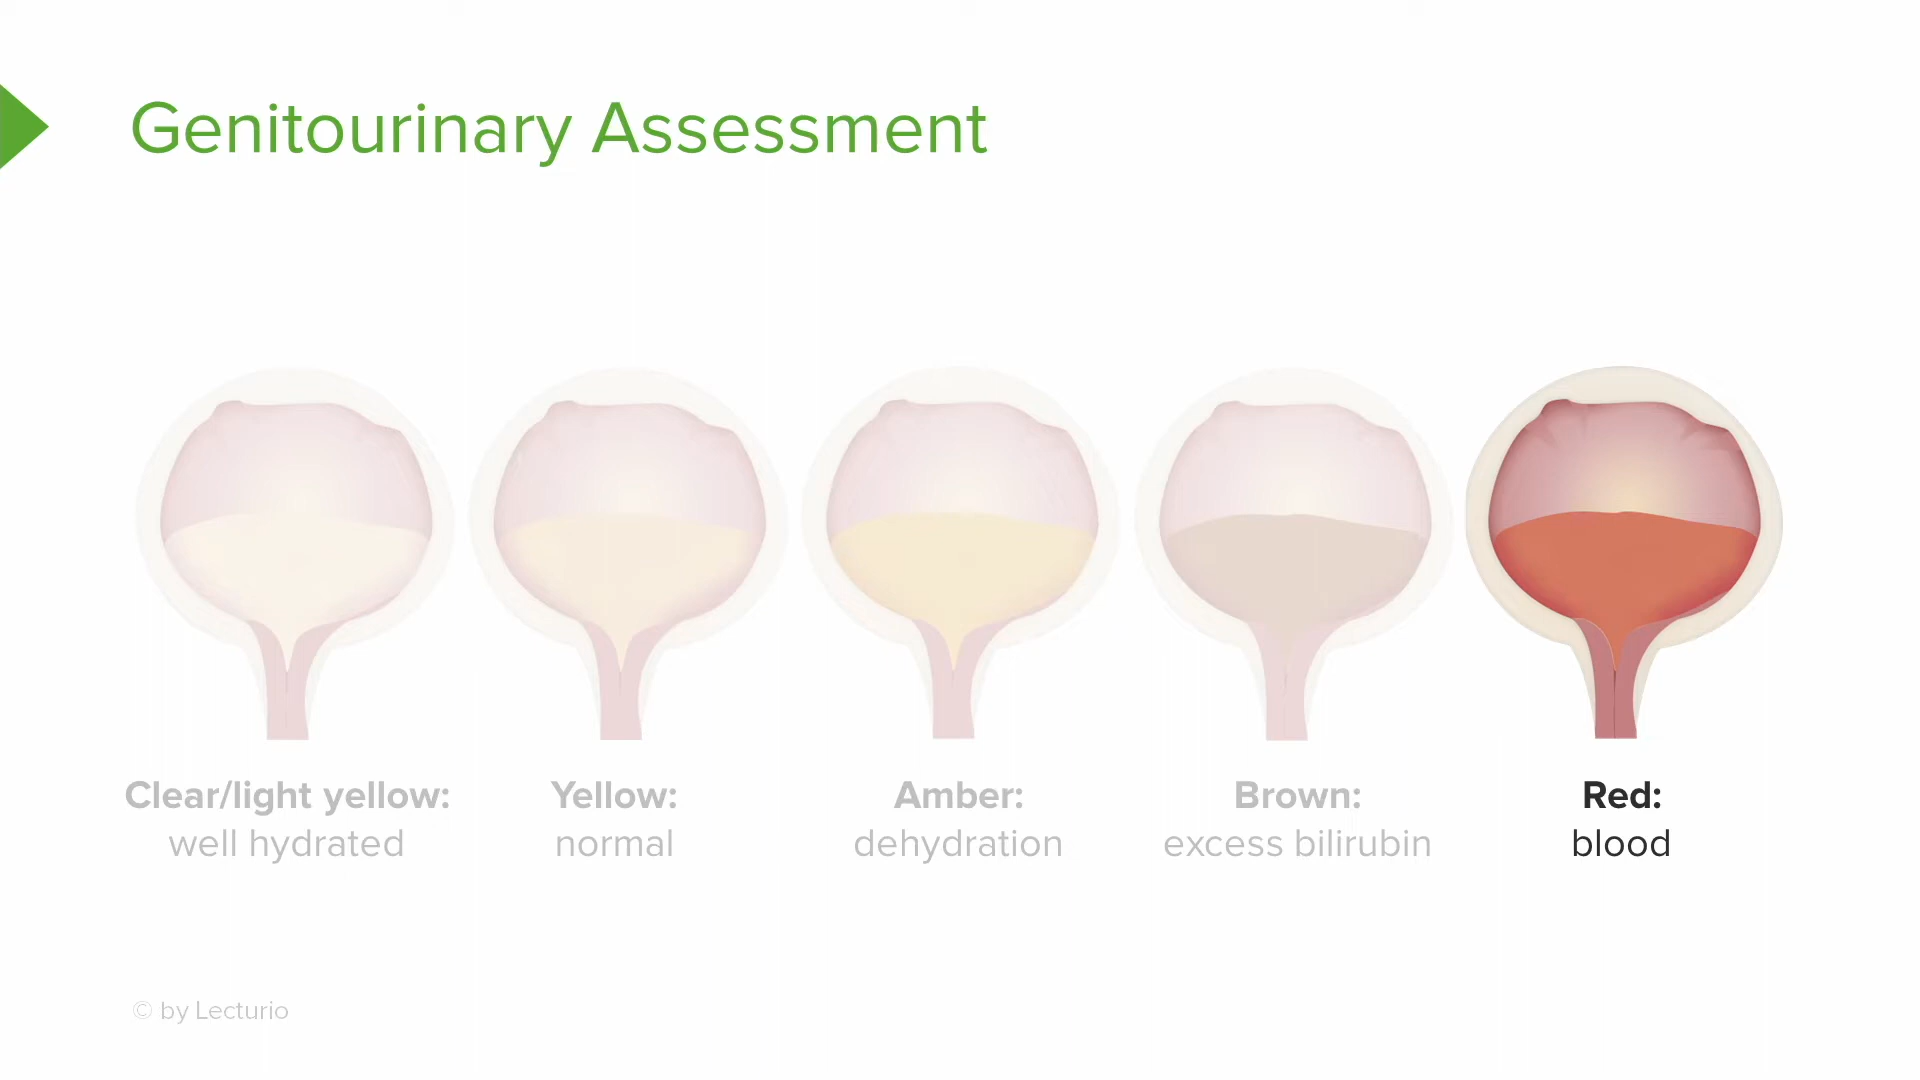 Genitourinary Assessment
Clear/light yellow:
well hydrated
Yellow:
normal
Amber:
dehydration
Brown:
excess bilirubin
Red:
blood
© by Lecturio